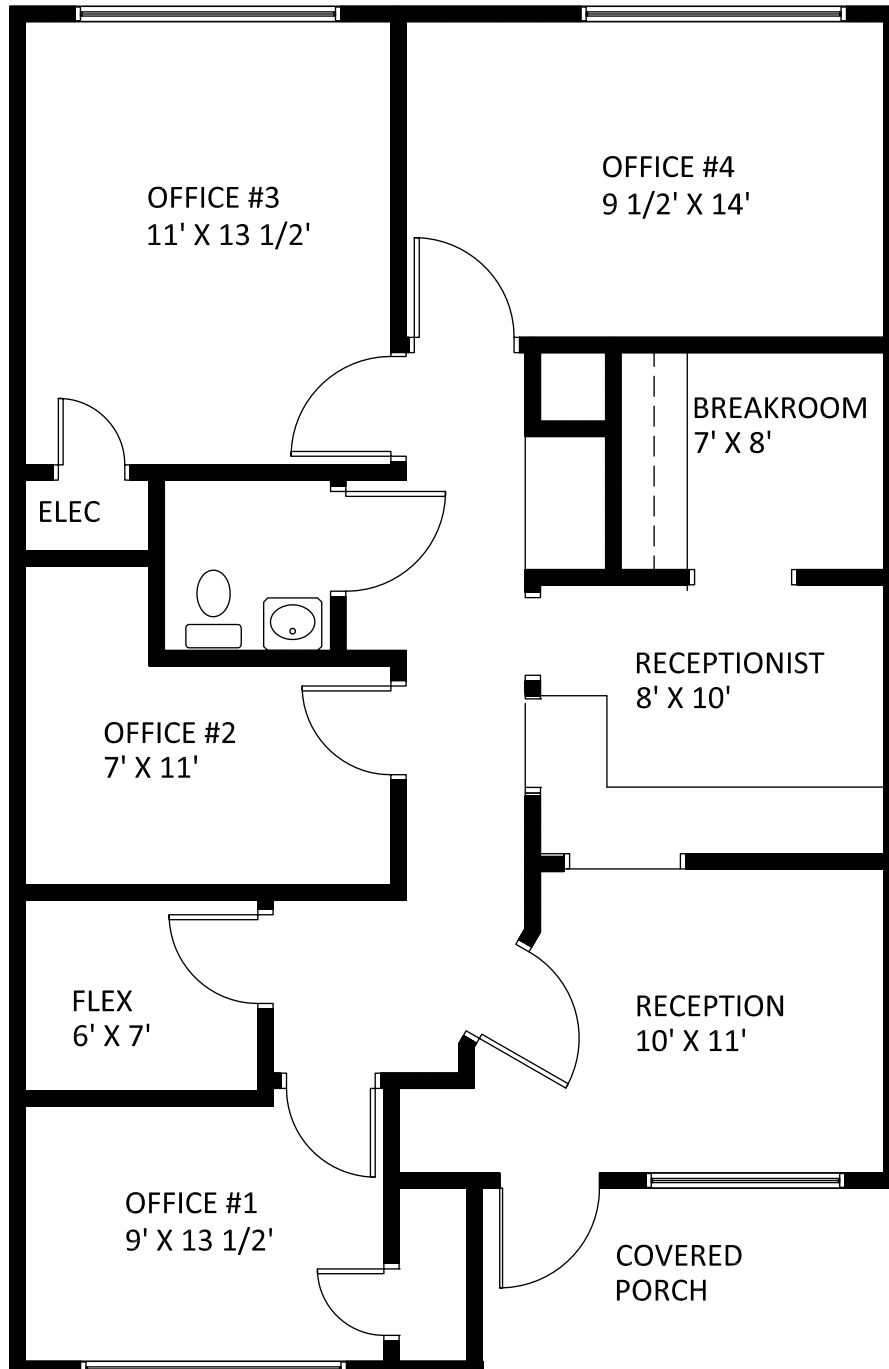 OFFICE #4
9 1/2' X 14'
OFFICE #3
11' X 13 1/2'
BREAKROOM
7' X 8'
ELEC
RECEPTIONIST
8' X 10'
OFFICE #2
7' X 11'
FLEX
6' X 7'
RECEPTION
10' X 11'
OFFICE #1
9' X 13 1/2'
COVERED
PORCH